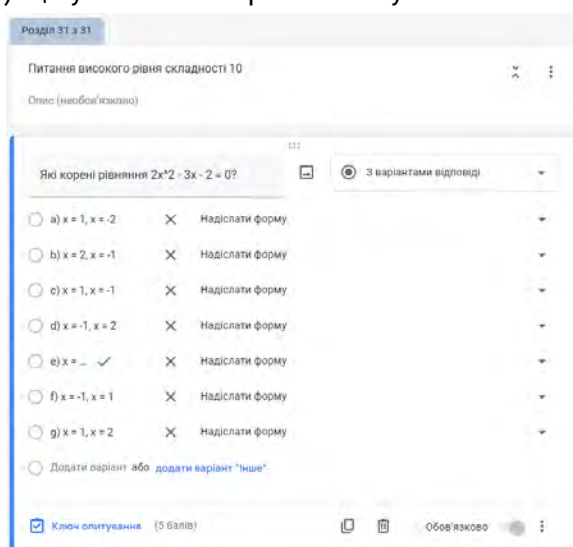 Розділ 31 з 31
Питання високого рівня складності 10
Опис (необов'язково)
Які корені рівняння 2x^2 - 3x - 2 = 0?
З варіантами відповіді
a) x = 1, x = -2 Надіслати форму
b) x = 2, x = -1 Надіслати форму
c) x = 1, x = -1 Надіслати форму
d) x = -1, x = 2 Надіслати форму
e) x = ... Надіслати форму
f) x = -1, x = 1 Надіслати форму
g) x = 1, x = 2 Надіслати форму
Додати варіант або додати варіант "Інше"
Ключ опитування (5 балів) Обов'язково